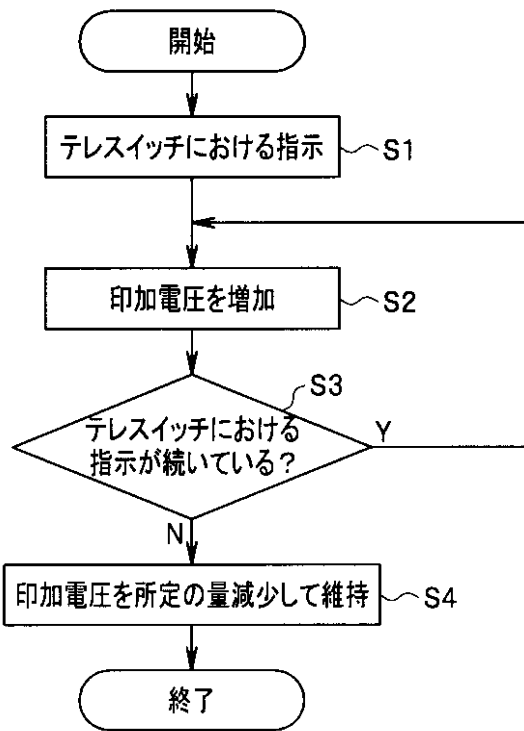 開始
テレスイッチにおける指示
S1
印加電圧を増加
S2
S3
テレスイッチにおける
指示が続いている?
Y
N
印加電圧を所定の量減少して維持
S4
終了